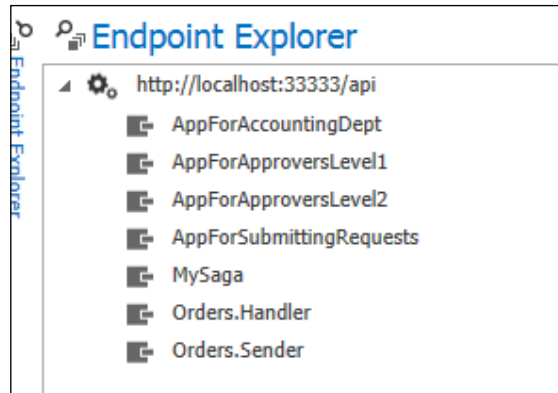 Endpoint Explorer
Endpoint Explorer
http://localhost:33333/api
AppForAccountingDept
AppForApproversLevel1
AppForApproversLevel2
AppForSubmittingRequests
MySaga
Orders.Handler
Orders.Sender